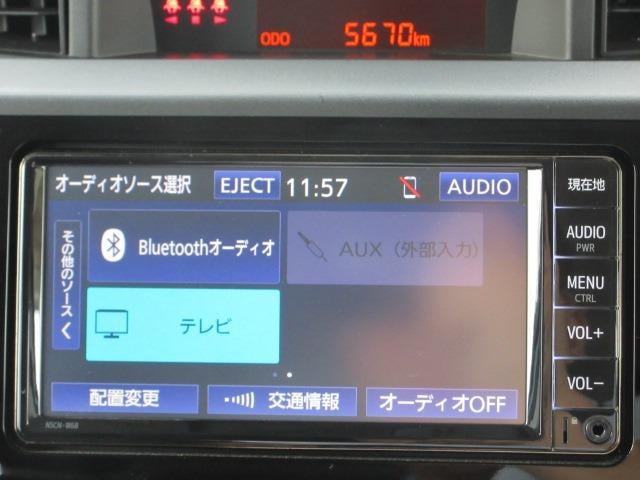 ODO 5670km
オーディオソース選択 EJECT 11:57 AUDIO
現在地
その他のソース
Bluetoothオーディオ
AUX (外部入力)
AUDIO
PWR
MENU
CTRL
テレビ
VOL+
VOL-
配置変更 交通情報 オーディオOFF
NSCN-W68